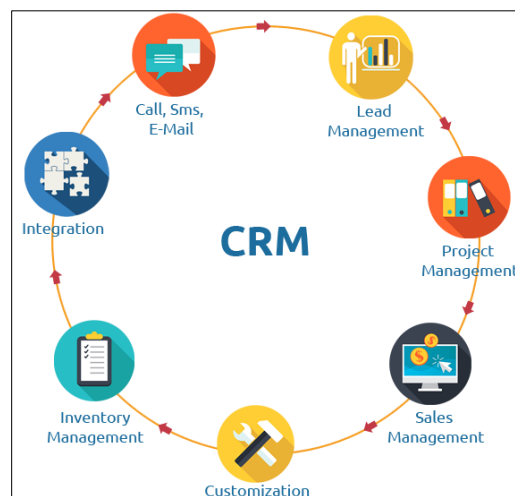 Call, Sms,
E-Mail
Lead
Management
Project
Management
Sales
Management
Customization
Inventory
Management
Integration
CRM